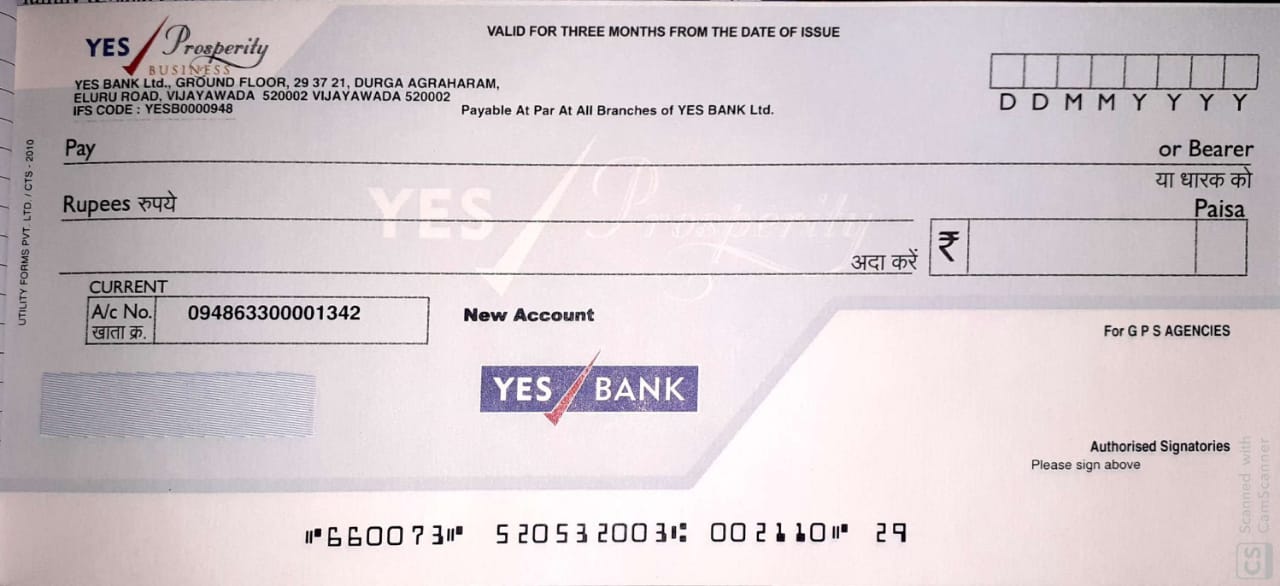 VALID FOR THREE MONTHS FROM THE DATE OF ISSUE
YES Prosperity
BUSINESS
YES BANK Ltd., GROUND FLOOR, 29 37 21, DURGA AGRAHARAM,
ELURU ROAD, VIJAYAWADA 520002 VIJAYAWADA 520002
IFS CODE : YESB0000948
Payable At Par At All Branches of YES BANK Ltd.
D D M M Y Y Y Y
Pay or Bearer
या धारक को
Rupees रुपये
Paisa
YES Prosperity
अदा करें ₹
UTILITY FORMS PVT. LTD. / CTS - 2010
CURRENT
A/c No. 094863300001342
खाता क्र.
New Account
For G P S AGENCIES
YES BANK
Authorised Signatories
Please sign above
⑈660073⑈ 520532003⑆ 002110⑈ 29
CS Scanned with
CamScanner